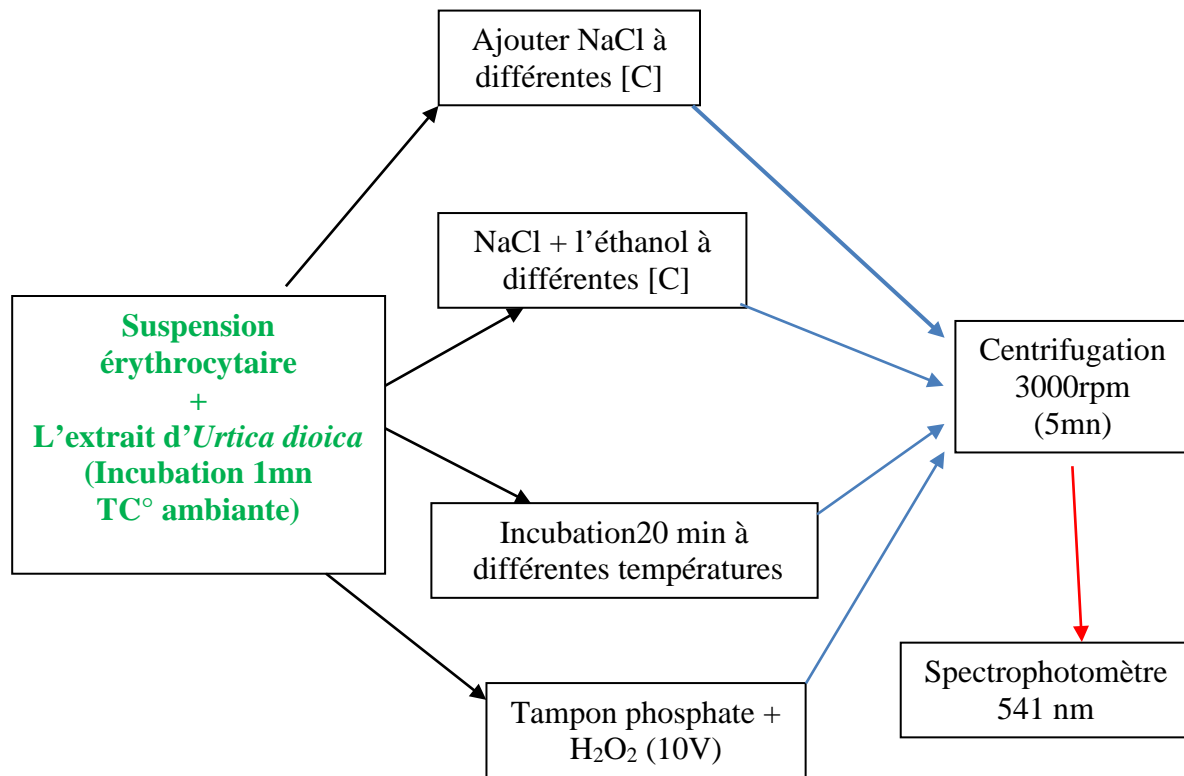 Ajouter NaCl à
différentes [C]
NaCl + l’éthanol à
différentes [C]
Suspension
érythrocytaire
+
L’extrait d’Urtica dioica
(Incubation 1mn
TC° ambiante)
Centrifugation
3000rpm
(5mn)
Incubation20 min à
différentes températures
Spectrophotomètre
541 nm
Tampon phosphate +
H₂O₂ (10V)